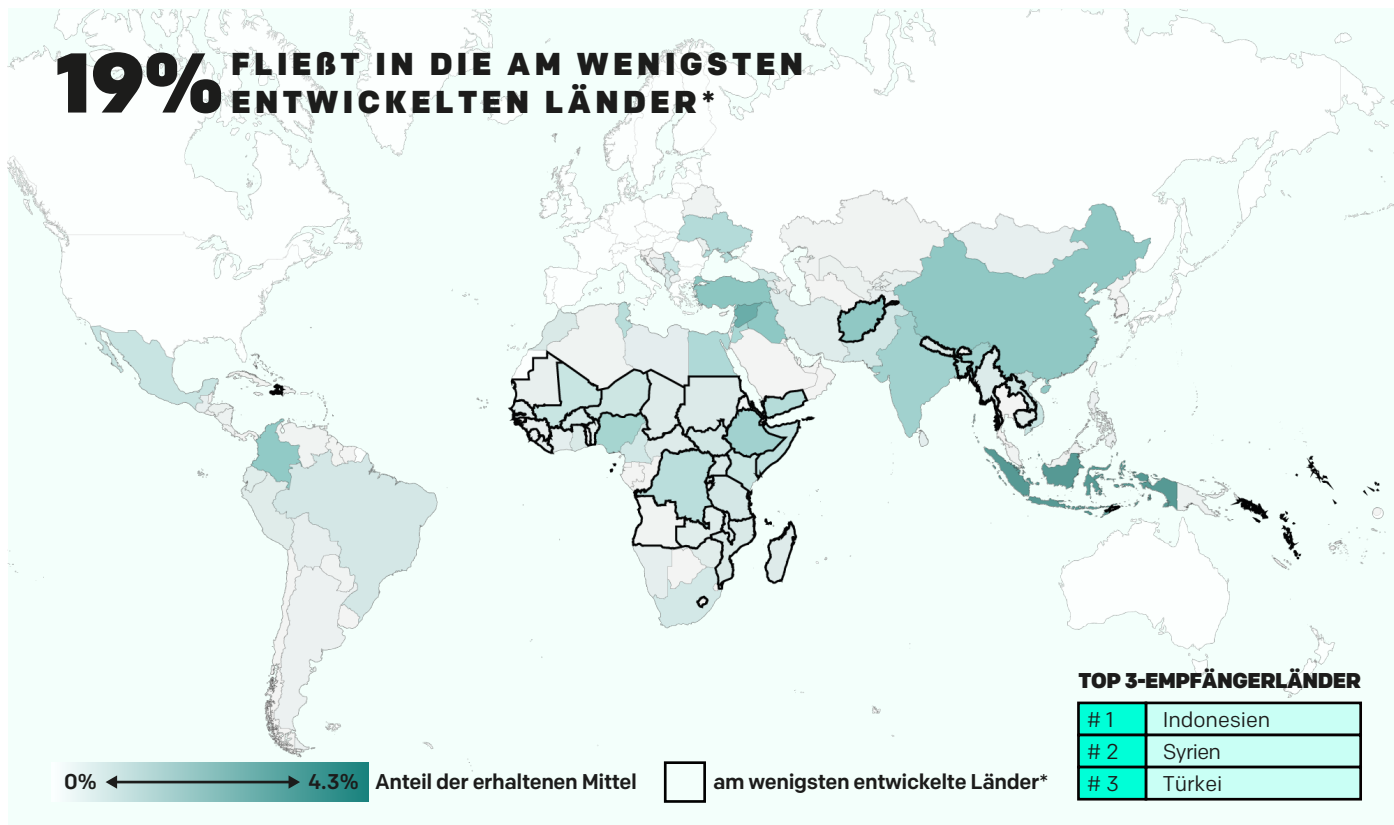 19% FLIEßT IN DIE AM WENIGSTEN
ENTWICKELTEN LÄNDER*
TOP 3-EMPFÄNGERLÄNDER
# 1 Indonesien
# 2 Syrien
# 3 Türkei
0% 4.3% Anteil der erhaltenen Mittel am wenigsten entwickelte Länder*